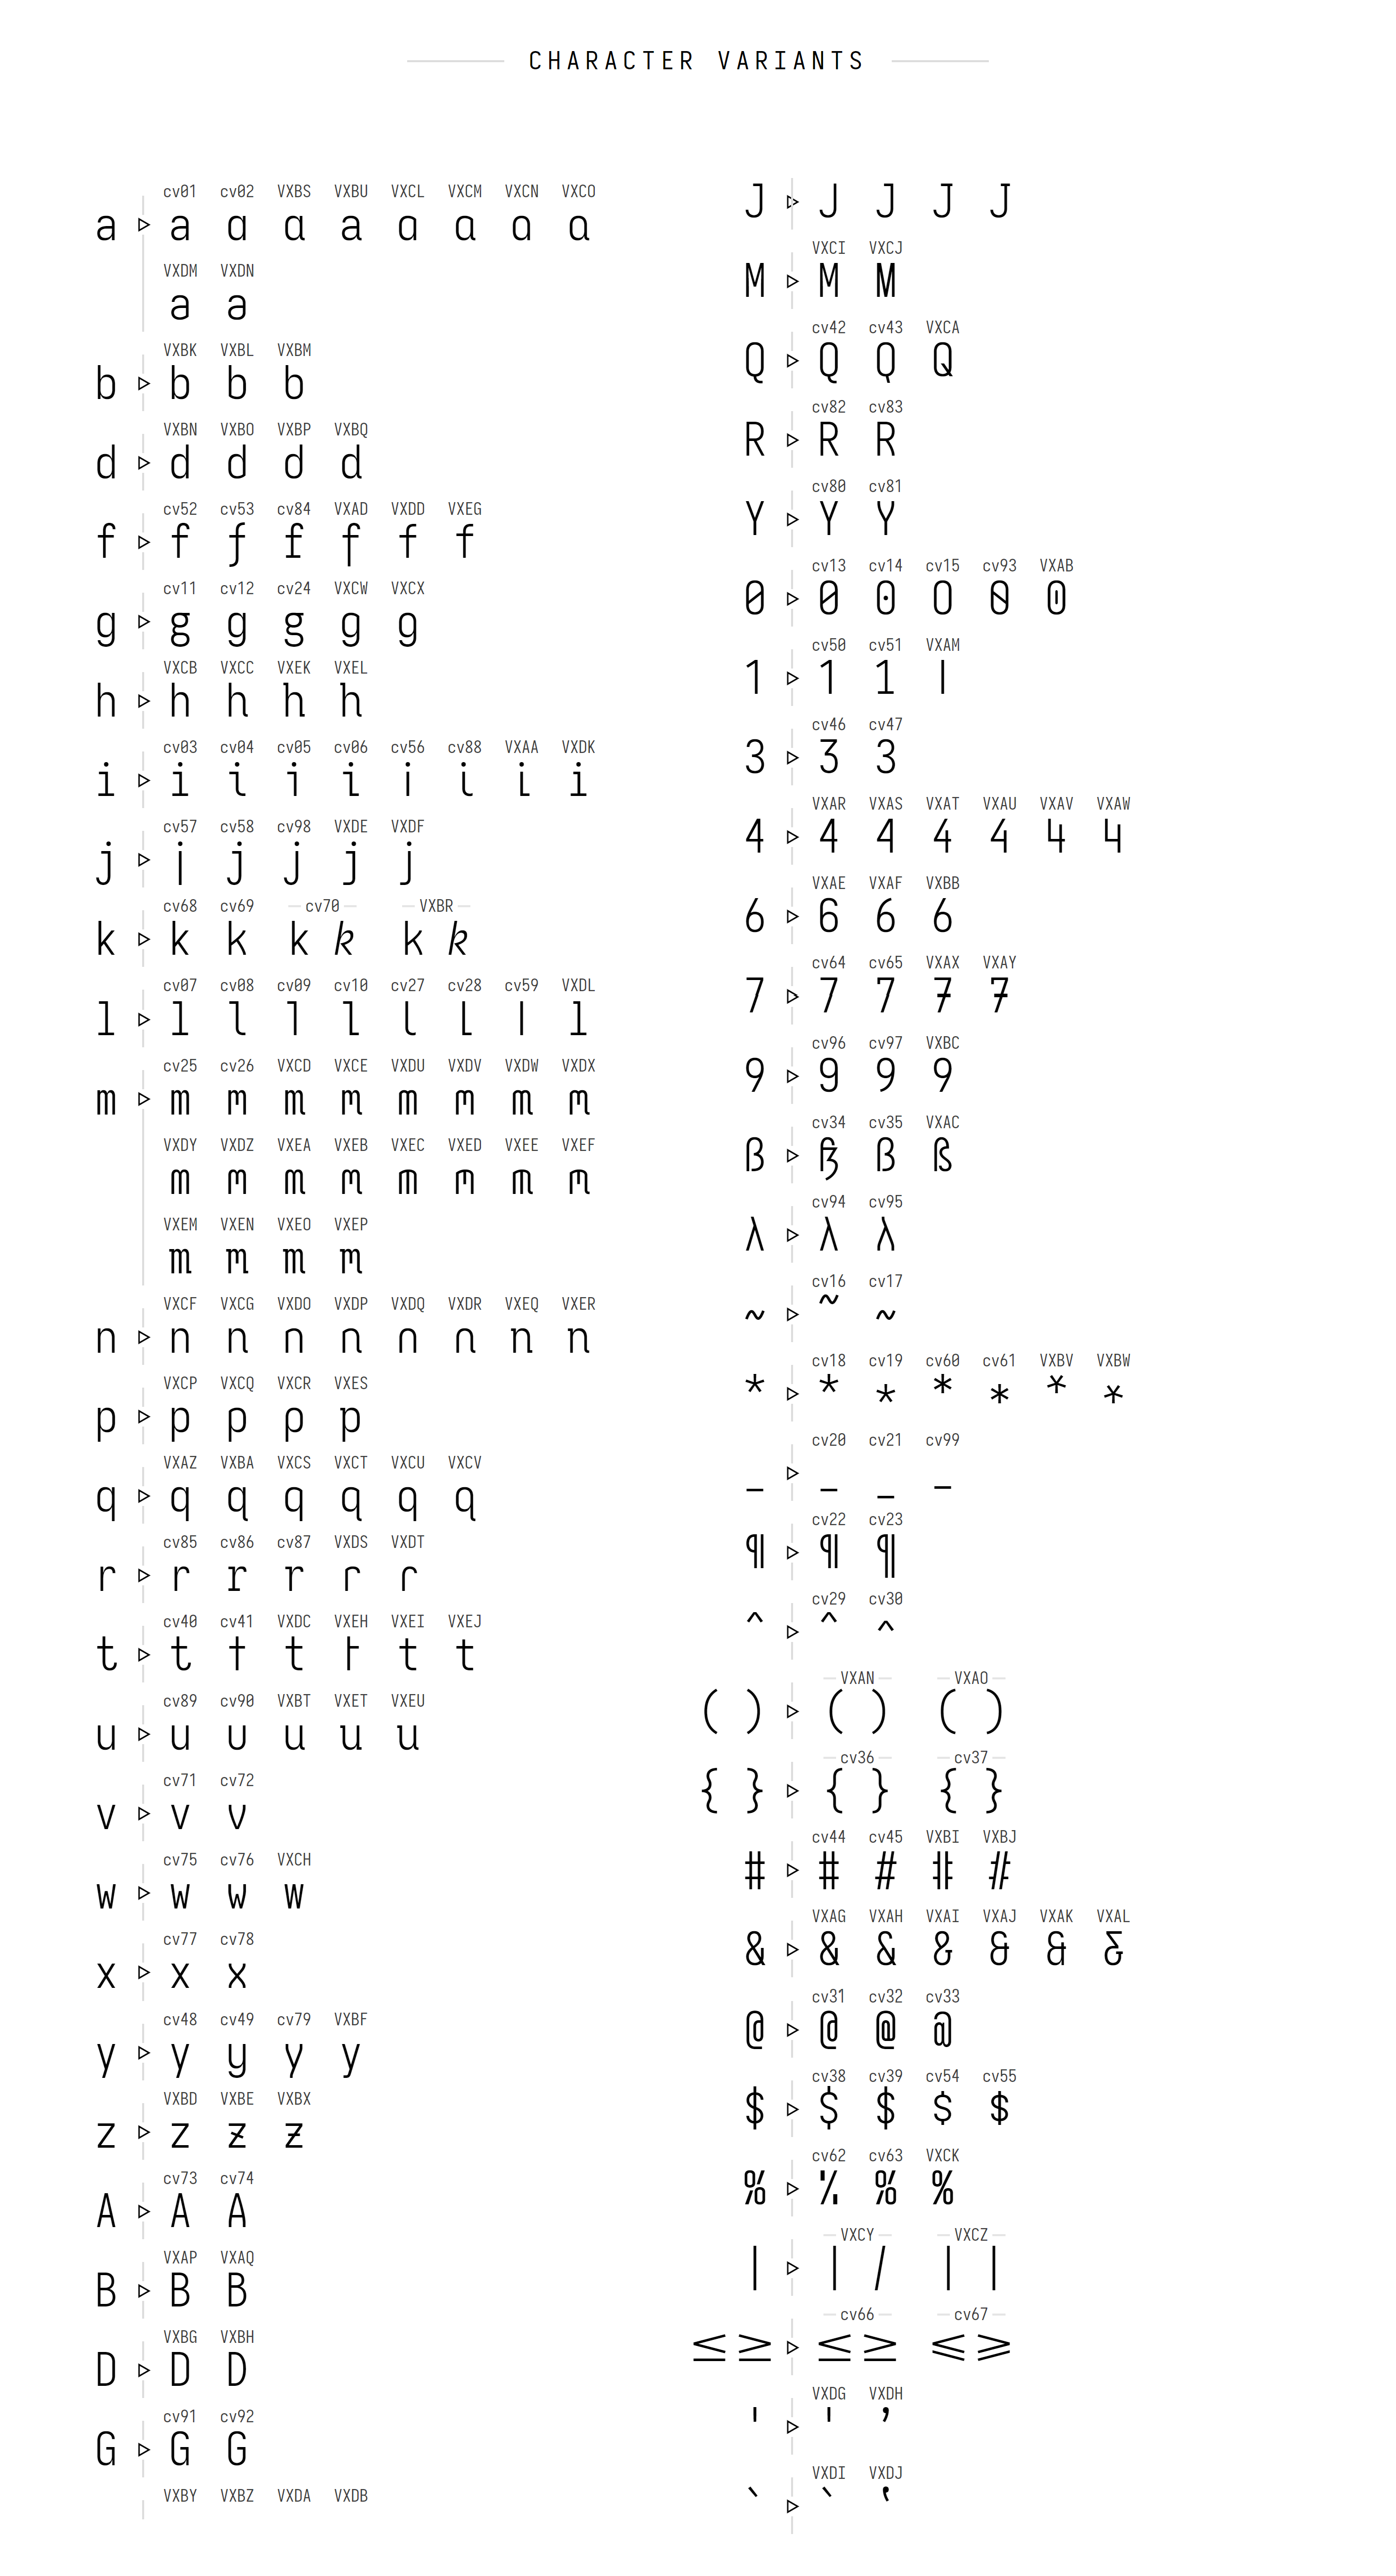 CHARACTER VARIANTS
cv01 cv02 VXBS VXBU VXCL VXCM VXCN VXCO
a a a a a a a a a
VXDM VXDN
a a
VXBK VXBL VXBM
b b b b
VXBN VXBO VXBP VXBQ
d d d d d
cv52 cv53 cv84 VXAD VXDD VXEG
f f f f f f f
cv11 cv12 cv24 VXCW VXCX
g g g g g g
VXCB VXCC VXEK VXEL
h h h h h
cv03 cv04 cv05 cv06 cv56 cv88 VXAA VXDK
i i i i i i i i i
cv57 cv58 cv98 VXDE VXDF
j j j j j j
cv68 cv69 cv70 VXBR
k k k k k k k
cv07 cv08 cv09 cv10 cv27 cv28 cv59 VXDL
l l l l l l l l l
cv25 cv26 VXCD VXCE VXDU VXDV VXDW VXDX
m m m m m m m m m
VXDY VXDZ VXEA VXEB VXEC VXED VXEE VXEF
m m m m m m m m
VXEM VXEN VXEO VXEP
m m m m
VXCF VXCG VXDO VXDP VXDQ VXDR VXEQ VXER
n n n n n n n n n
VXCP VXCQ VXCR VXES
p p p p p
VXAZ VXBA VXCS VXCT VXCU VXCV
q q q q q q q
cv85 cv86 cv87 VXDS VXDT
r r r r r r
cv40 cv41 VXDC VXEH VXEI VXEJ
t t t t t t t
cv89 cv90 VXBT VXET VXEU
u u u u u u
cv71 cv72
v v v
cv75 cv76 VXCH
w w w w
cv77 cv78
x x x
cv48 cv49 cv79 VXBF
y y y y y
VXBD VXBE VXBX
z z z z
cv73 cv74
A A A
VXAP VXAQ
B B B
VXBG VXBH
D D D
cv91 cv92
G G G
VXBY VXBZ VXDA VXDB
J J J J J
VXCI VXCJ
M M M
cv42 cv43 VXCA
Q Q Q Q
cv82 cv83
R R R
cv80 cv81
Y Y Y
cv13 cv14 cv15 cv93 VXAB
0 0 0 0 0 0
cv50 cv51 VXAM
1 1 1 1
cv46 cv47
3 3 3
VXAR VXAS VXAT VXAU VXAV VXAW
4 4 4 4 4 4 4
VXAE VXAF VXBB
6 6 6 6
cv64 cv65 VXAX VXAY
7 7 7 7 7
cv96 cv97 VXBC
9 9 9 9
cv34 cv35 VXAC
ß ß ß ß
cv94 cv95
λ λ λ
cv16 cv17
~ ~ ~
cv18 cv19 cv60 cv61 VXBV VXBW
* * * * * * *
cv20 cv21 cv99
_ _ _ _
cv22 cv23
¶ ¶ ¶
cv29 cv30
^ ^ ^
VXAN VXAO
( ) ( ) ( )
cv36 cv37
{ } { } { }
cv44 cv45 VXBI VXBJ
# # # # #
VXAG VXAH VXAI VXAJ VXAK VXAL
& & & & & & &
cv31 cv32 cv33
@ @ @ @
cv38 cv39 cv54 cv55
$ $ $ $ $
cv62 cv63 VXCK
% % % %
VXCY VXCZ
| | / | |
cv66 cv67
≤ ≥ ≤ ≥ ⩽ ⩾
VXDG VXDH
' ' '
VXDI VXDJ
` ` `